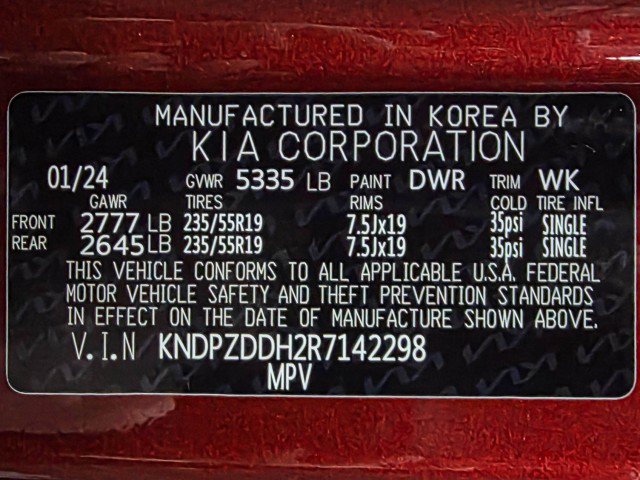 MANUFACTURED IN KOREA BY
KIA CORPORATION
01/24 GVWR 5335 LB PAINT DWR TRIM WK
GAWR TIRES RIMS COLD TIRE INFL
FRONT 2777 LB 235/55R19 7.5Jx19 35psi SINGLE
REAR 2645 LB 235/55R19 7.5Jx19 35psi SINGLE
THIS VEHICLE CONFORMS TO ALL APPLICABLE U.S.A. FEDERAL
MOTOR VEHICLE SAFETY AND THEFT PREVENTION STANDARDS
IN EFFECT ON THE DATE OF MANUFACTURE SHOWN ABOVE.
V.I.N KNDPZDDH2R7142298
MPV